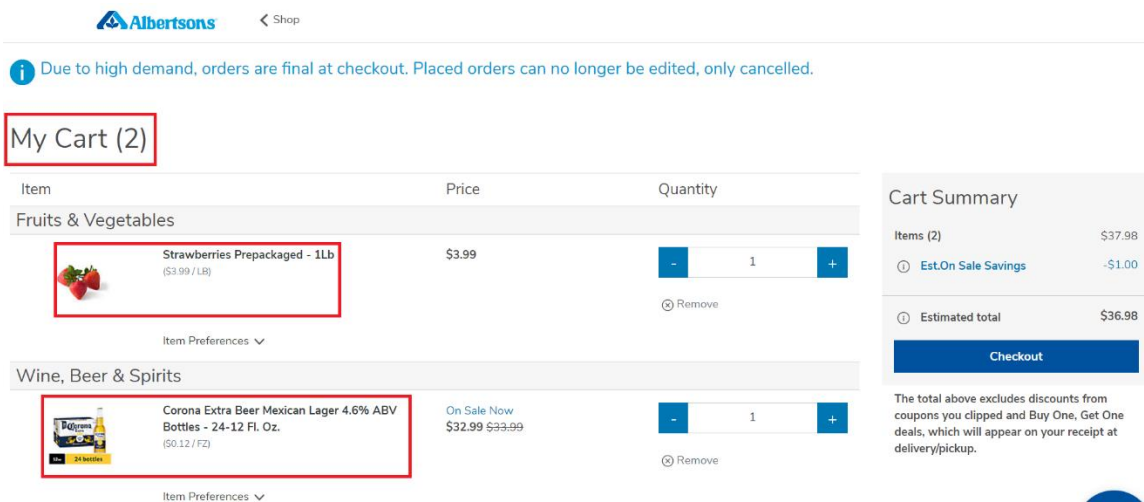 Albertsons
Shop
Due to high demand, orders are final at checkout. Placed orders can no longer be edited, only cancelled.
My Cart (2)
Item Price Quantity
Fruits & Vegetables
Strawberries Prepackaged - 1Lb
($3.99 / LB)
$3.99
- 1 +
Remove
Item Preferences
Wine, Beer & Spirits
Corona Extra Beer Mexican Lager 4.6% ABV
Bottles - 24-12 Fl. Oz.
($0.12 / FZ)
On Sale Now
$32.99 $33.99
- 1 +
Remove
Corona
24 bottles
Item Preferences
Cart Summary
Items (2) $37.98
Est.On Sale Savings -$1.00
Estimated total $36.98
Checkout
The total above excludes discounts from
coupons you clipped and Buy One, Get One
deals, which will appear on your receipt at
delivery/pickup.